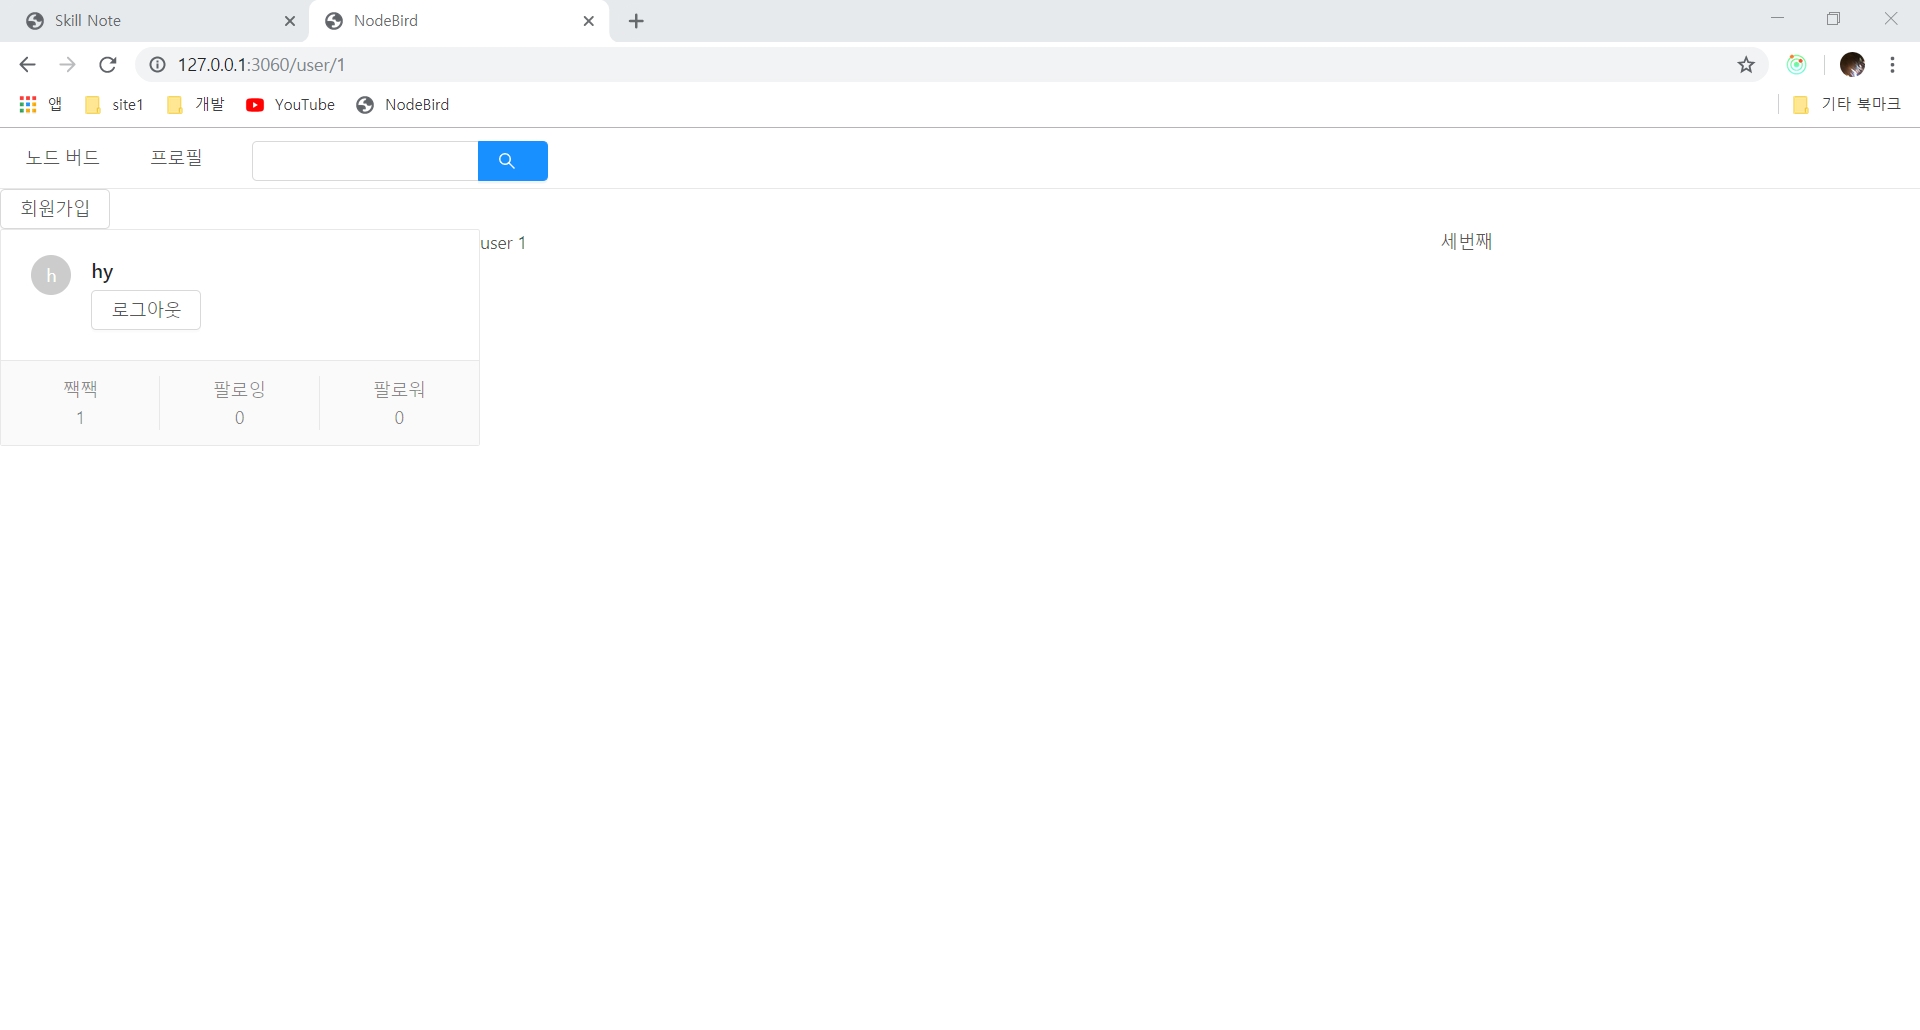 Skill Note
NodeBird
127.0.0.1:3060/user/1
앱
site1
개발
YouTube
NodeBird
기타 북마크
노드 버드
프로필
회원가입
h
hy
로그아웃
user 1
세번째
짹짹
팔로잉
팔로워
1
0
0